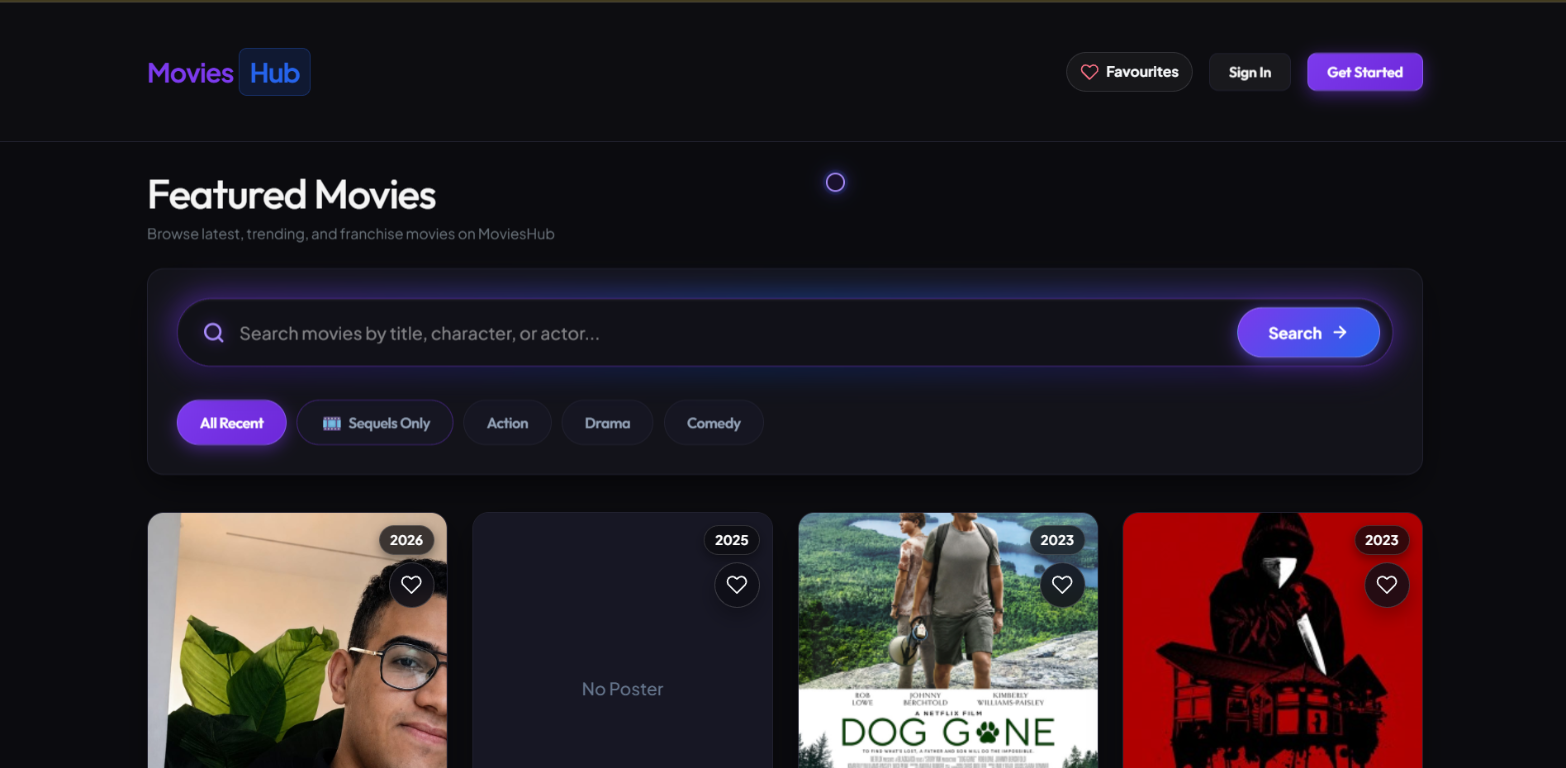 Movies Hub
Favourites
Sign In
Get Started
Featured Movies
Browse latest, trending, and franchise movies on MoviesHub
Search movies by title, character, or actor...
Search
All Recent
Sequels Only
Action
Drama
Comedy
2026
2025
No Poster
2023
ROB LOWE
JOHNNY BERCHTOLD
KIMBERLY WILLIAMS-PAISLEY
A NETFLIX FILM
DOG GONE
TO FIND WHAT'S LOST, A FATHER AND SON WILL DO THE IMPOSSIBLE.
2023